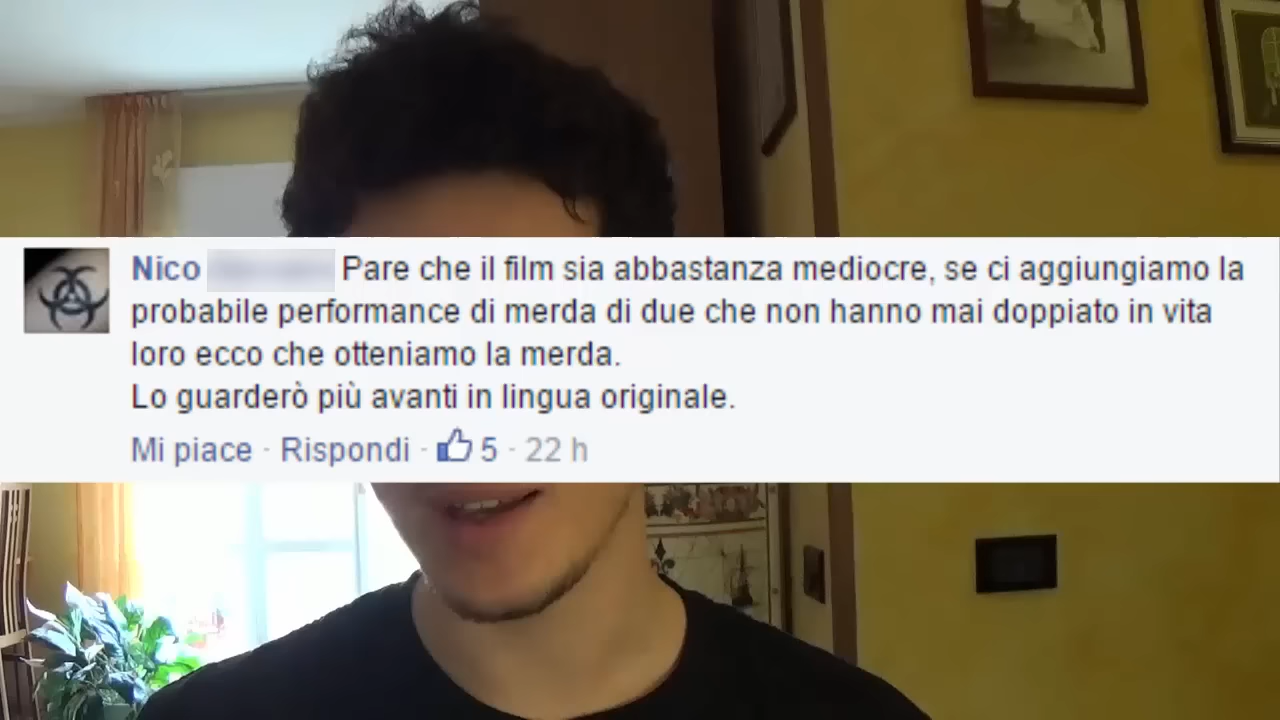 Nico Pare che il film sia abbastanza mediocre, se ci aggiungiamo la
probabile performance di merda di due che non hanno mai doppiato in vita
loro ecco che otteniamo la merda.
Lo guarderò più avanti in lingua originale.
Mi piace · Rispondi · 5 · 22 h